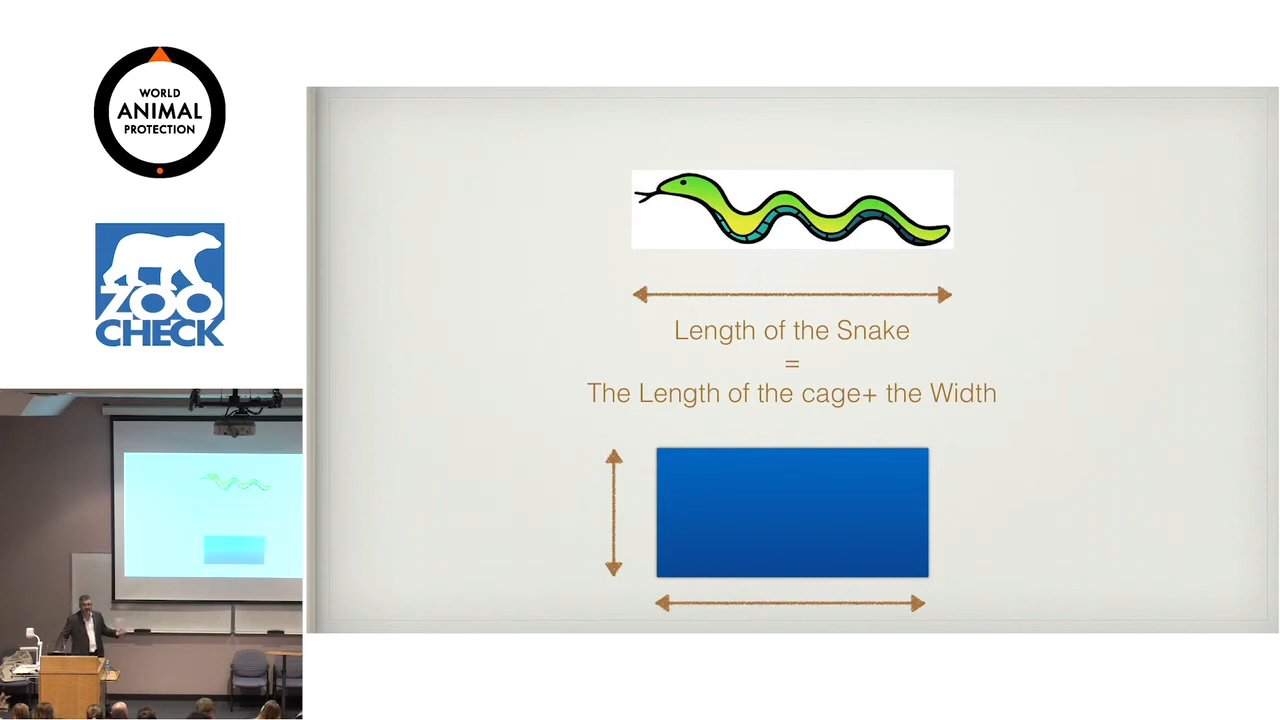 WORLD
ANIMAL
PROTECTION
ZOO
CHECK
Length of the Snake
=
The Length of the cage+ the Width